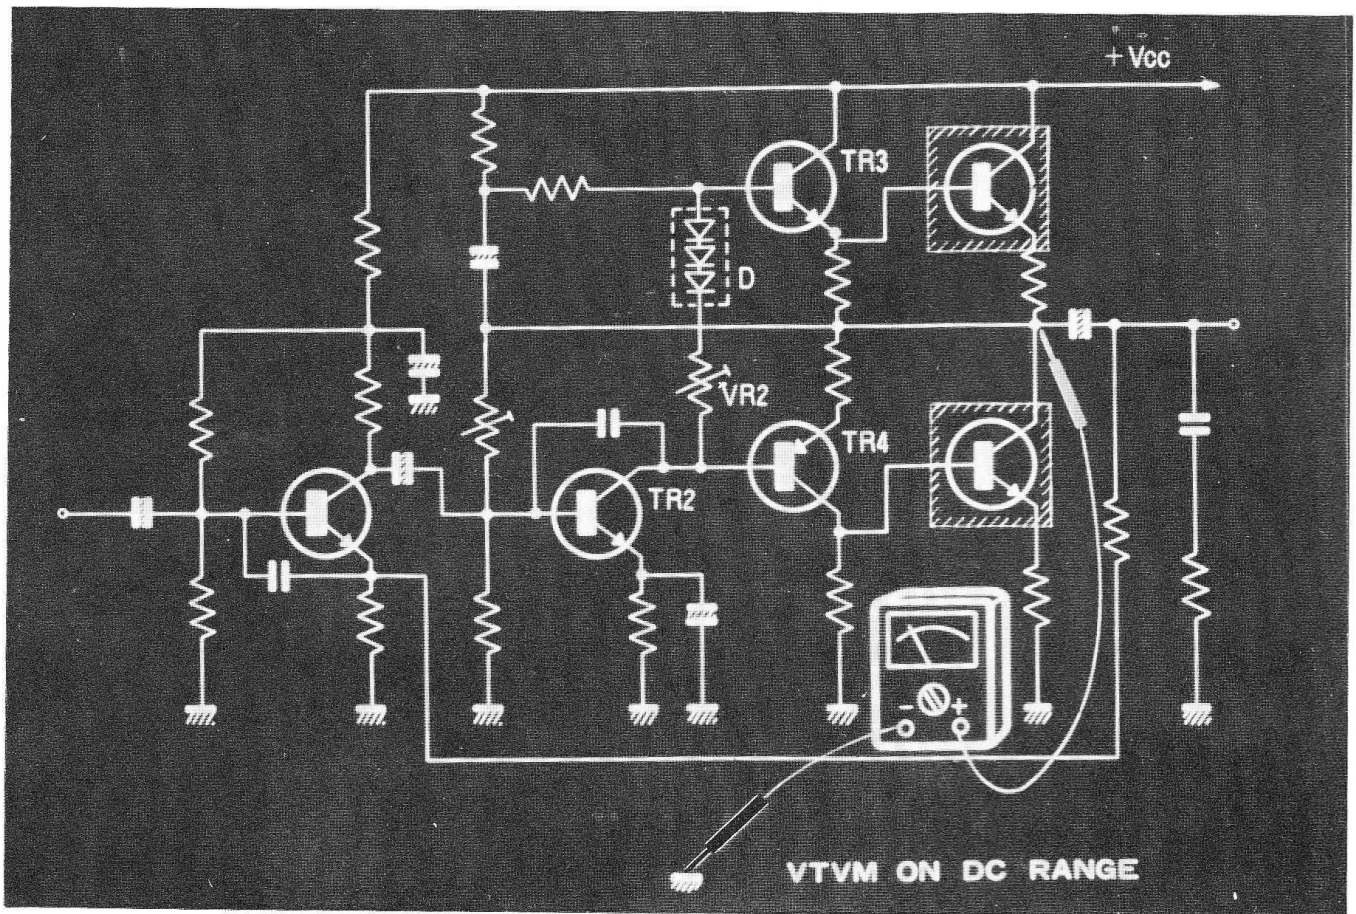 + Vcc
TR3
D
VR2
TR4
TR2
- +
VTVM ON DC RANGE